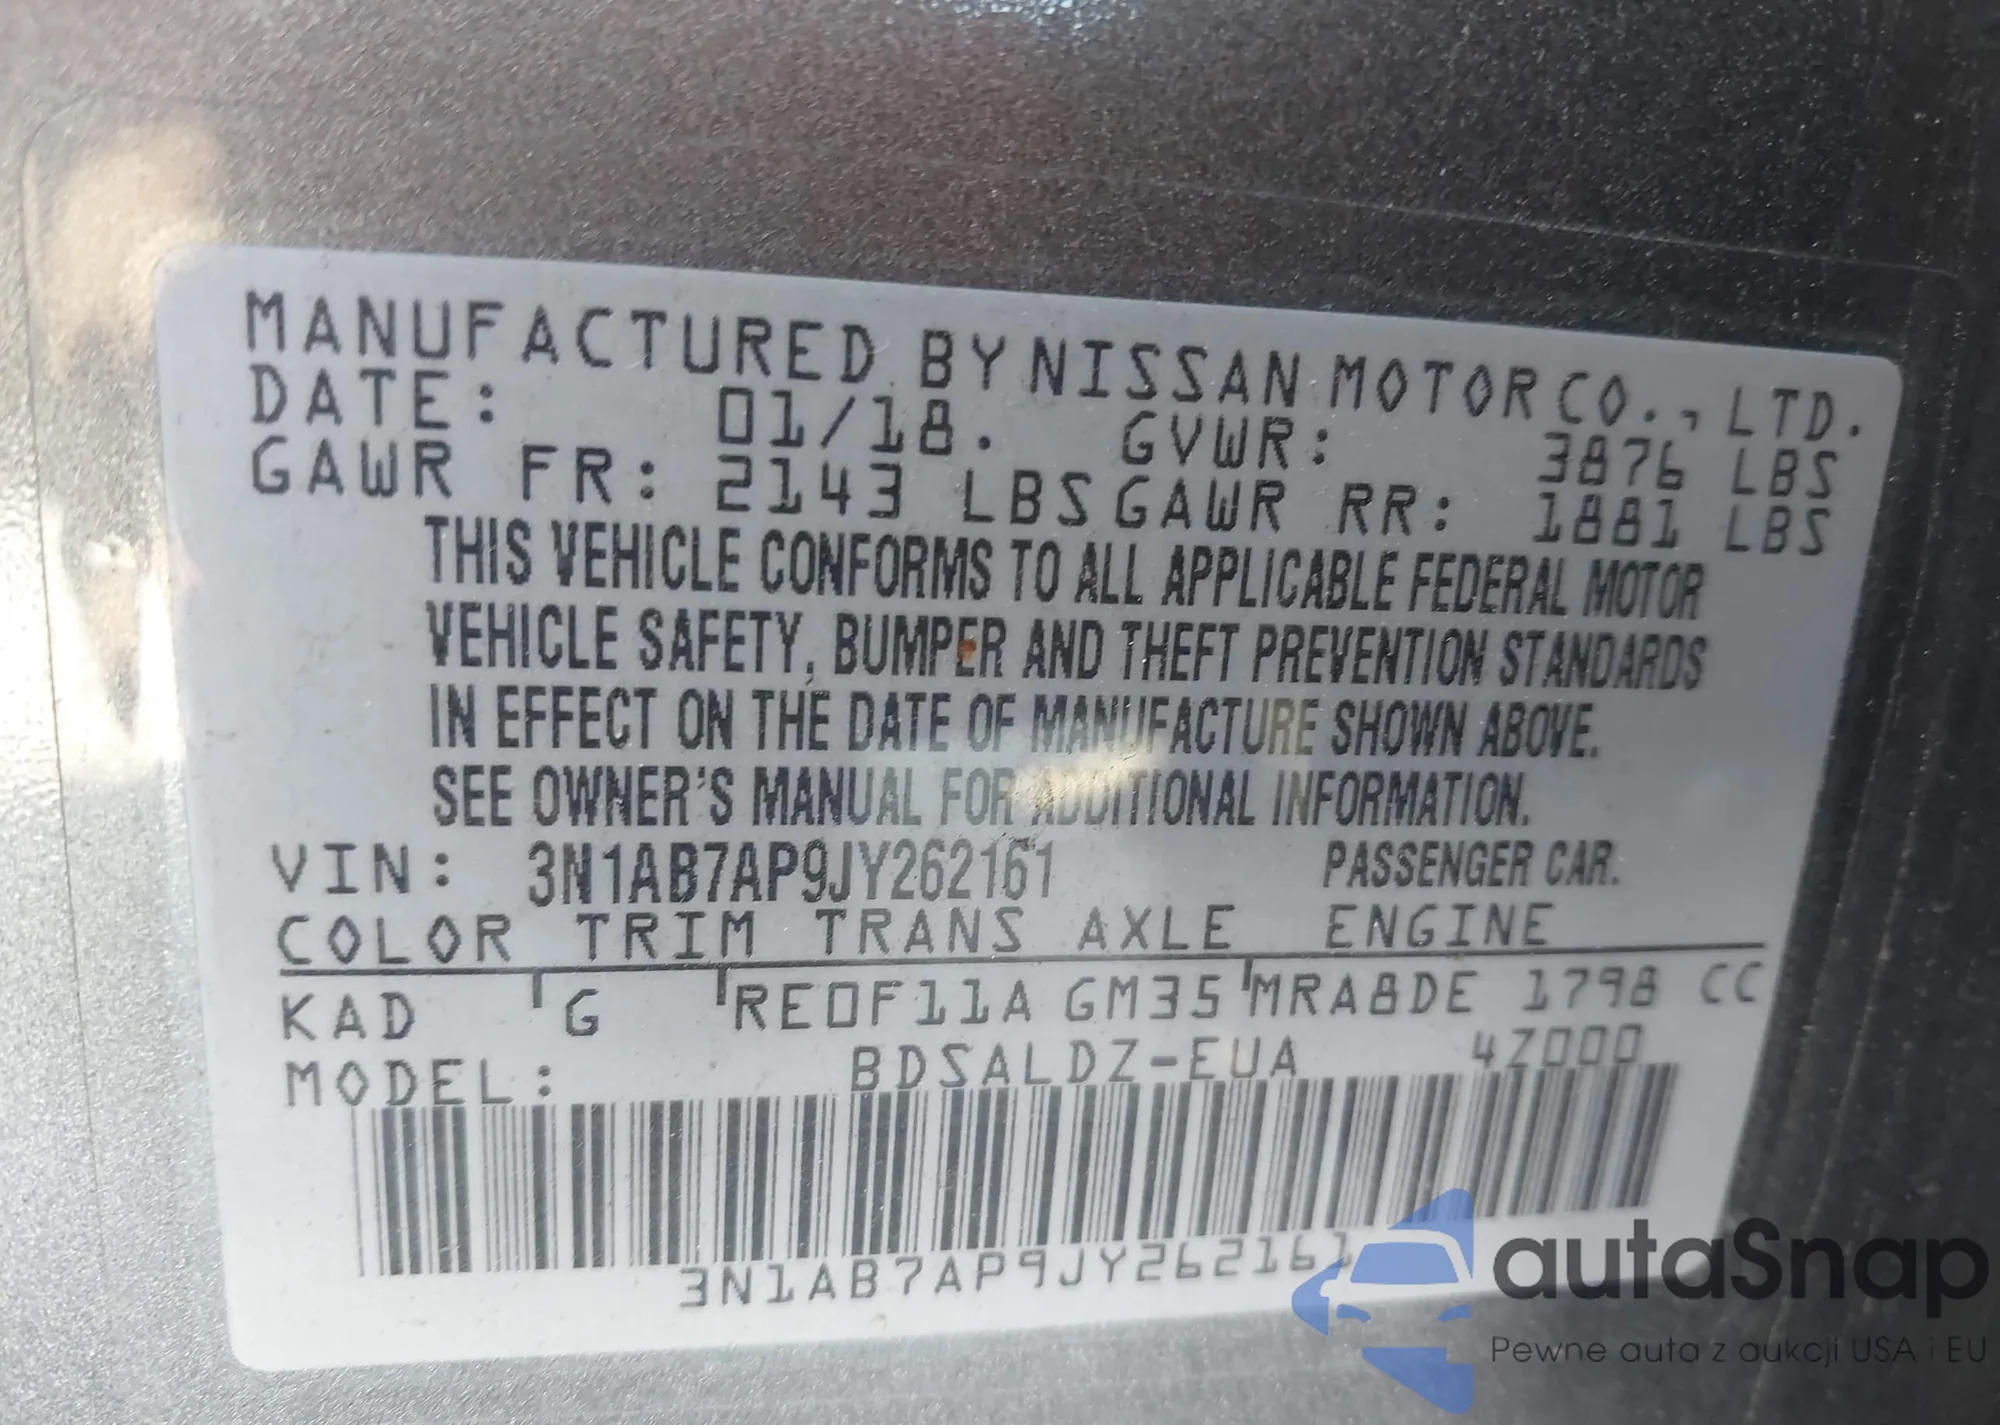 MANUFACTURED BY NISSAN MOTOR CO., LTD.
DATE: 01/18. GVWR: 3876 LBS
GAWR FR: 2143 LBS GAWR RR: 1881 LBS
THIS VEHICLE CONFORMS TO ALL APPLICABLE FEDERAL MOTOR
VEHICLE SAFETY, BUMPER AND THEFT PREVENTION STANDARDS
IN EFFECT ON THE DATE OF MANUFACTURE SHOWN ABOVE.
SEE OWNER'S MANUAL FOR ADDITIONAL INFORMATION.
VIN: 3N1AB7AP9JY262161 PASSENGER CAR.
COLOR TRIM TRANS AXLE ENGINE
KAD G RE0F11A GM35 MRA8DE 1798 CC
MODEL: BDSALDZ-EUA 4Z000
3N1AB7AP9JY262161
autaSnap
Pewne auta z aukcji USA i EU